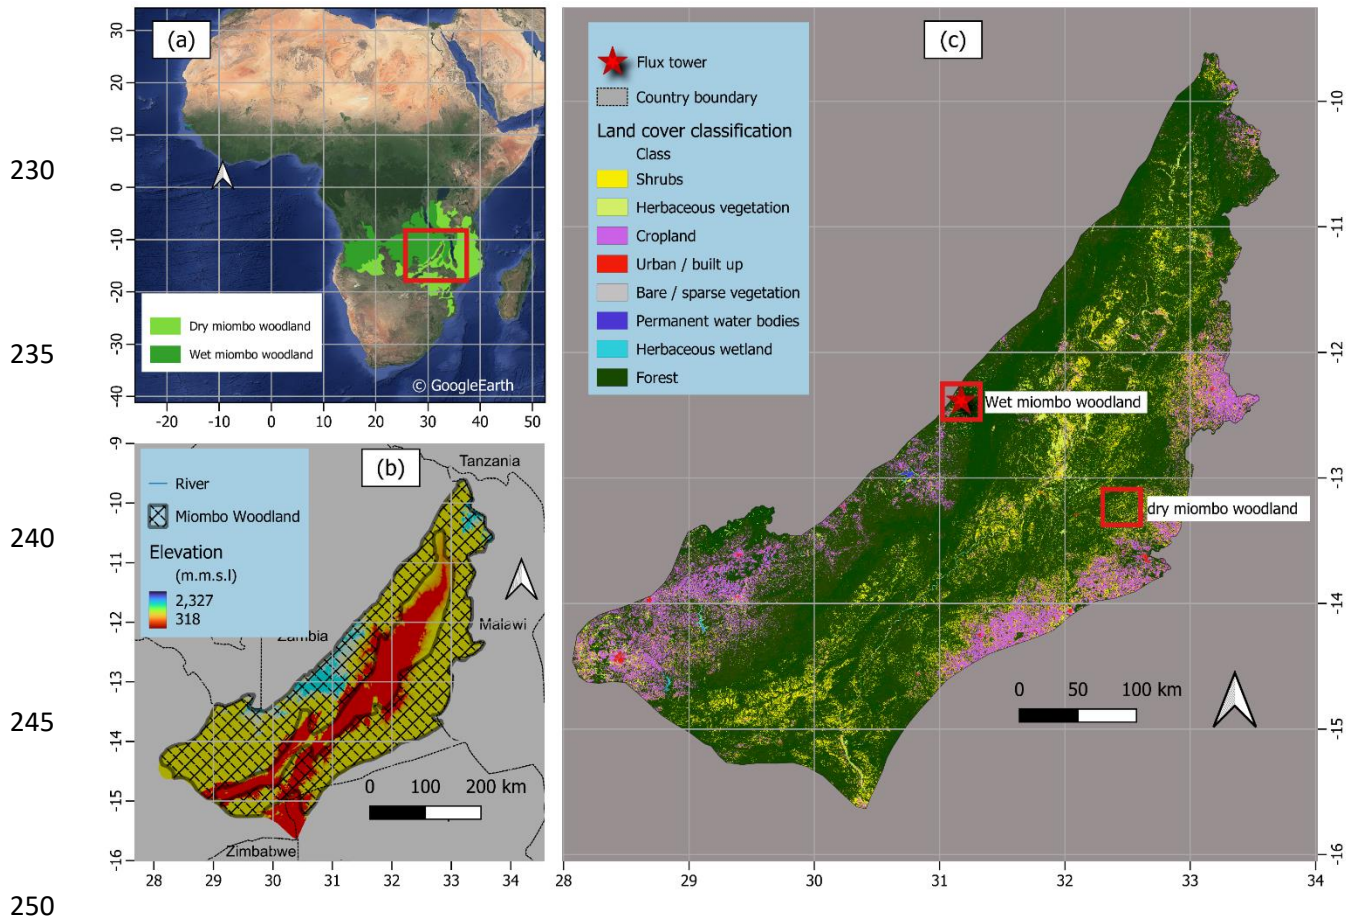 230
235
240
245
250
(a)
30
20
10
0
-10
-20
-30
-40
Dry miombo woodland
Wet miombo woodland
© GoogleEarth
-20 -10 0 10 20 30 40 50
(b)
-9
-10
-11
-12
-13
-14
-15
-16
River
Miombo Woodland
Elevation
(m.m.s.l)
2,327
318
Tanzania
Zambia
Malawi
Zimbabwe
0 100 200 km
28 29 30 31 32 33 34
(c)
Flux tower
Country boundary
Land cover classification
Class
Shrubs
Herbaceous vegetation
Cropland
Urban / built up
Bare / sparse vegetation
Permanent water bodies
Herbaceous wetland
Forest
Wet miombo woodland
dry miombo woodland
0 50 100 km
-10
-11
-12
-13
-14
-15
-16
28 29 30 31 32 33 34